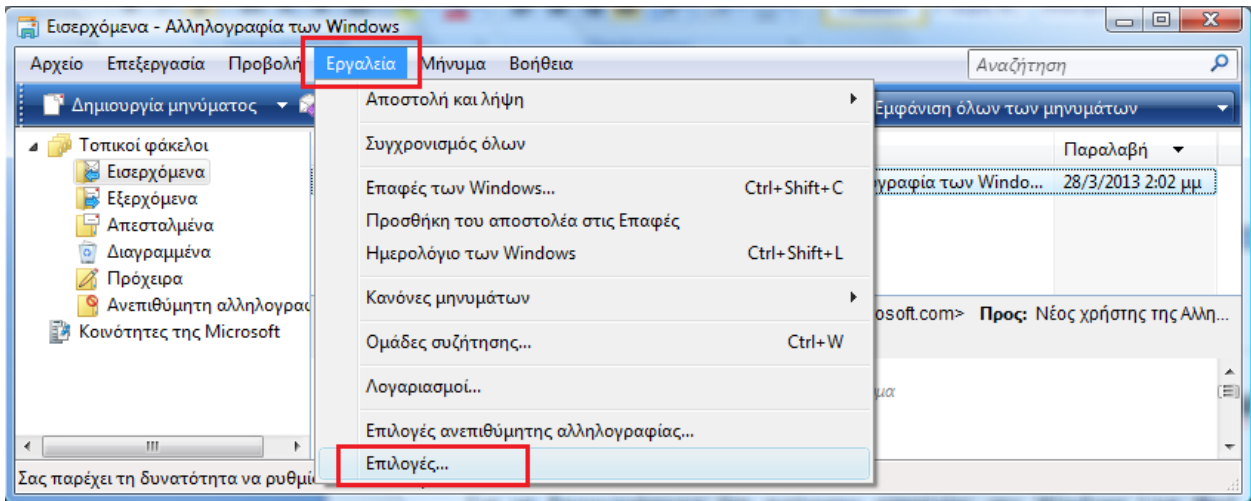 Εισερχόμενα - Αλληλογραφία των Windows
Αρχείο Επεξεργασία Προβολή Εργαλεία Μήνυμα Βοήθεια Αναζήτηση
Δημιουργία μηνύματος Εμφάνιση όλων των μηνυμάτων
Τοπικοί φάκελοι
Εισερχόμενα
Εξερχόμενα
Απεσταλμένα
Διαγραμμένα
Πρόχειρα
Ανεπιθύμητη αλληλογρας
Κοινότητες της Microsoft
Αποστολή και λήψη
Συγχρονισμός όλων
Επαφές των Windows... Ctrl+Shift+C
Προσθήκη του αποστολέα στις Επαφές
Ημερολόγιο των Windows Ctrl+Shift+L
Κανόνες μηνυμάτων
Ομάδες συζήτησης... Ctrl+W
Λογαριασμοί...
Επιλογές ανεπιθύμητης αλληλογραφίας...
Επιλογές...
Παραλαβή
γραφία των Windo... 28/3/2013 2:02 μμ
osoft.com> Προς: Νέος χρήστης της Αλλη...
μα
Σας παρέχει τη δυνατότητα να ρυθμί